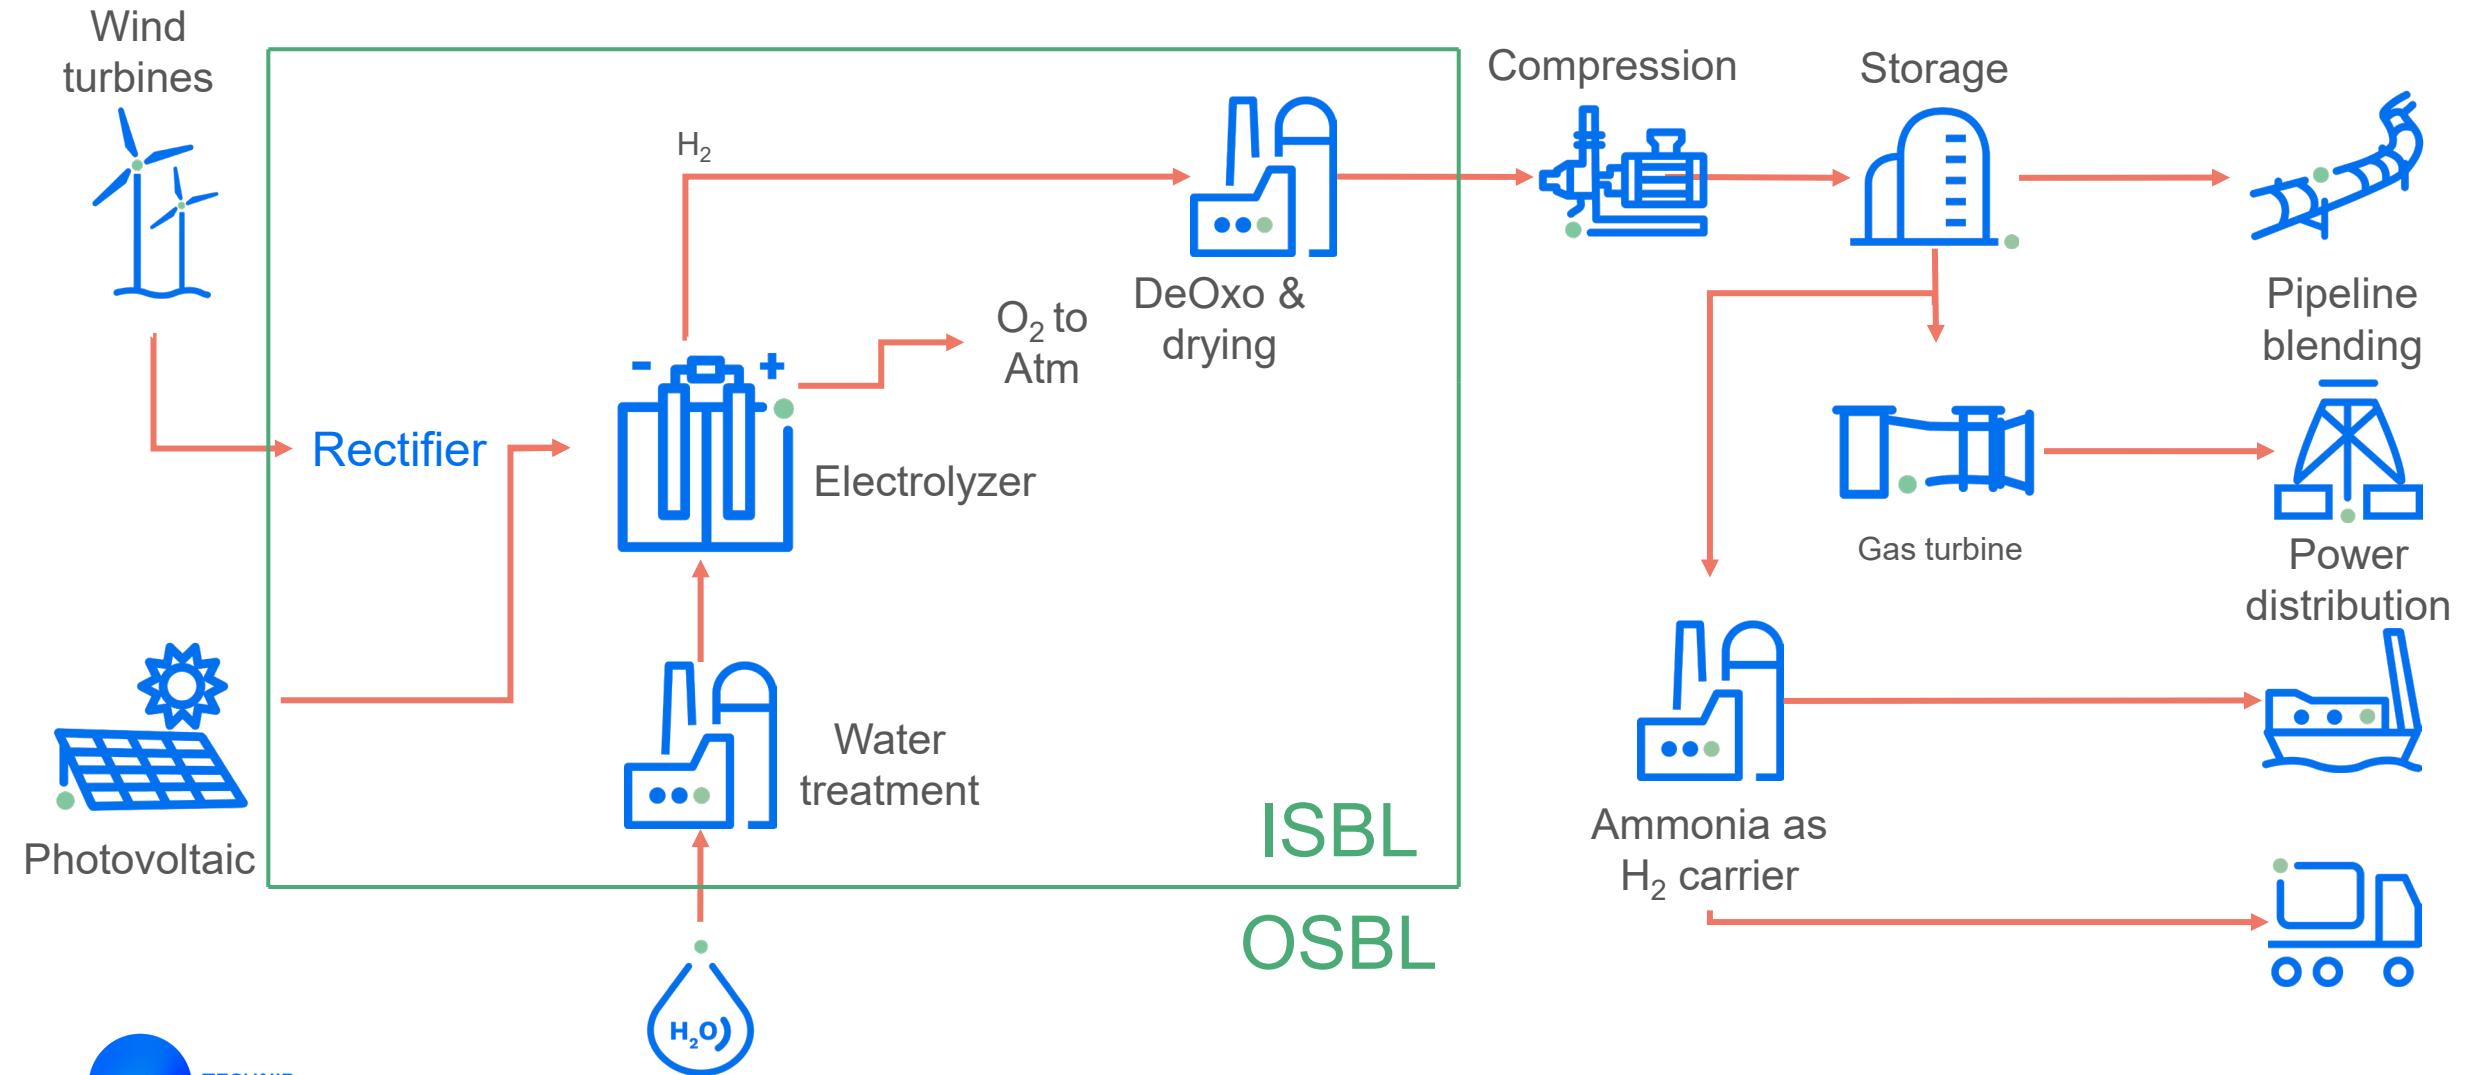 Wind
turbines
Compression
Storage
H₂
DeOxo &
drying
O₂ to
Atm
Pipeline
blending
- +
Rectifier
Electrolyzer
Gas turbine
Power
distribution
Water
treatment
Photovoltaic
ISBL
Ammonia as
H₂ carrier
OSBL
H₂O